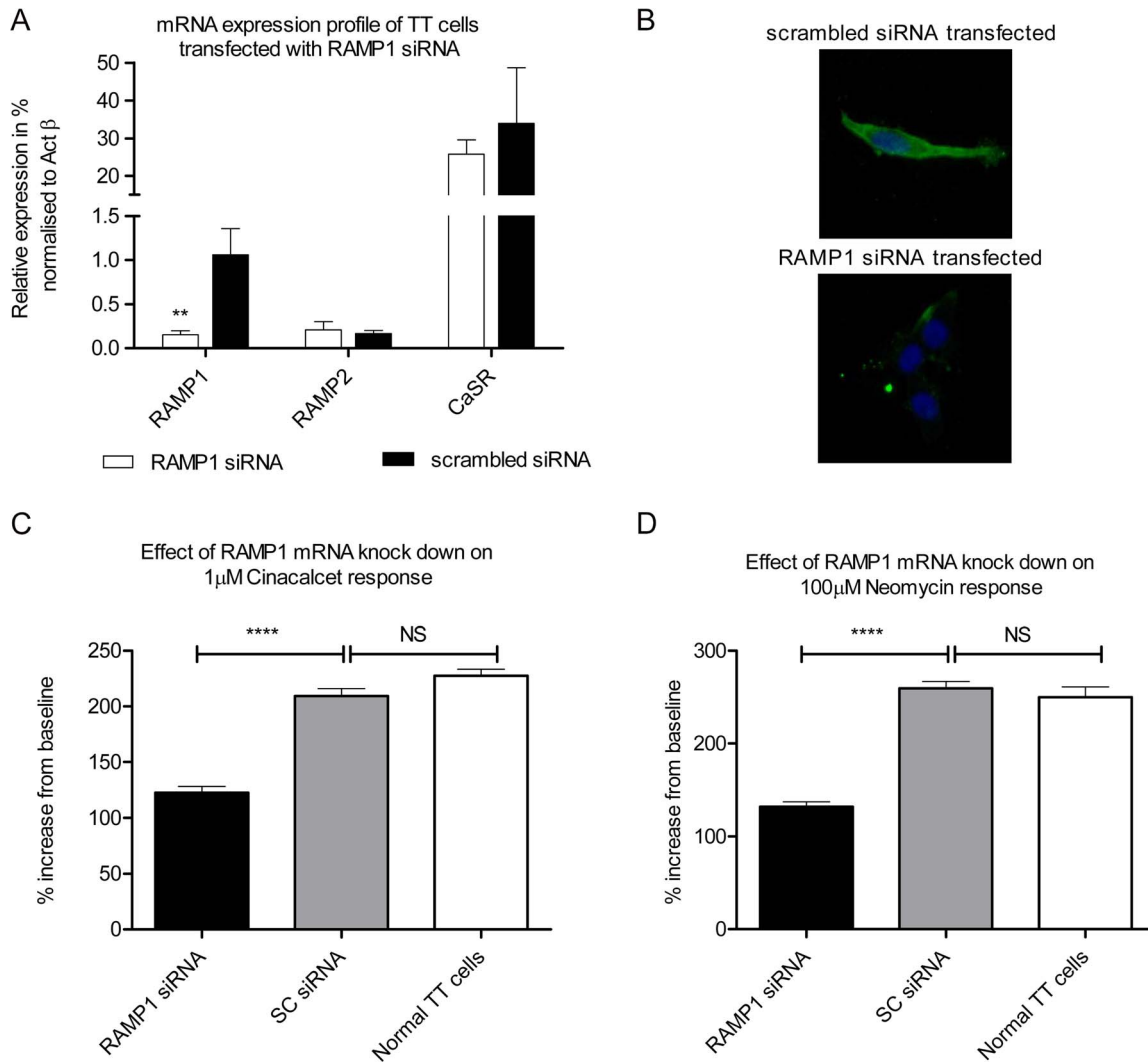 A
mRNA expression profile of TT cells
transfected with RAMP1 siRNA
Relative expression in %
normalised to Act β
50
40
30
20
1.5
1.0
0.5
0.0
**
RAMP1
RAMP2
CaSR
RAMP1 siRNA
scrambled siRNA
B
scrambled siRNA transfected
RAMP1 siRNA transfected
C
Effect of RAMP1 mRNA knock down on
1μM Cinacalcet response
% increase from baseline
250
200
150
100
50
0
****
NS
RAMP1 siRNA
SC siRNA
Normal TT cells
D
Effect of RAMP1 mRNA knock down on
100μM Neomycin response
% increase from baseline
300
200
100
0
****
NS
RAMP1 siRNA
SC siRNA
Normal TT cells